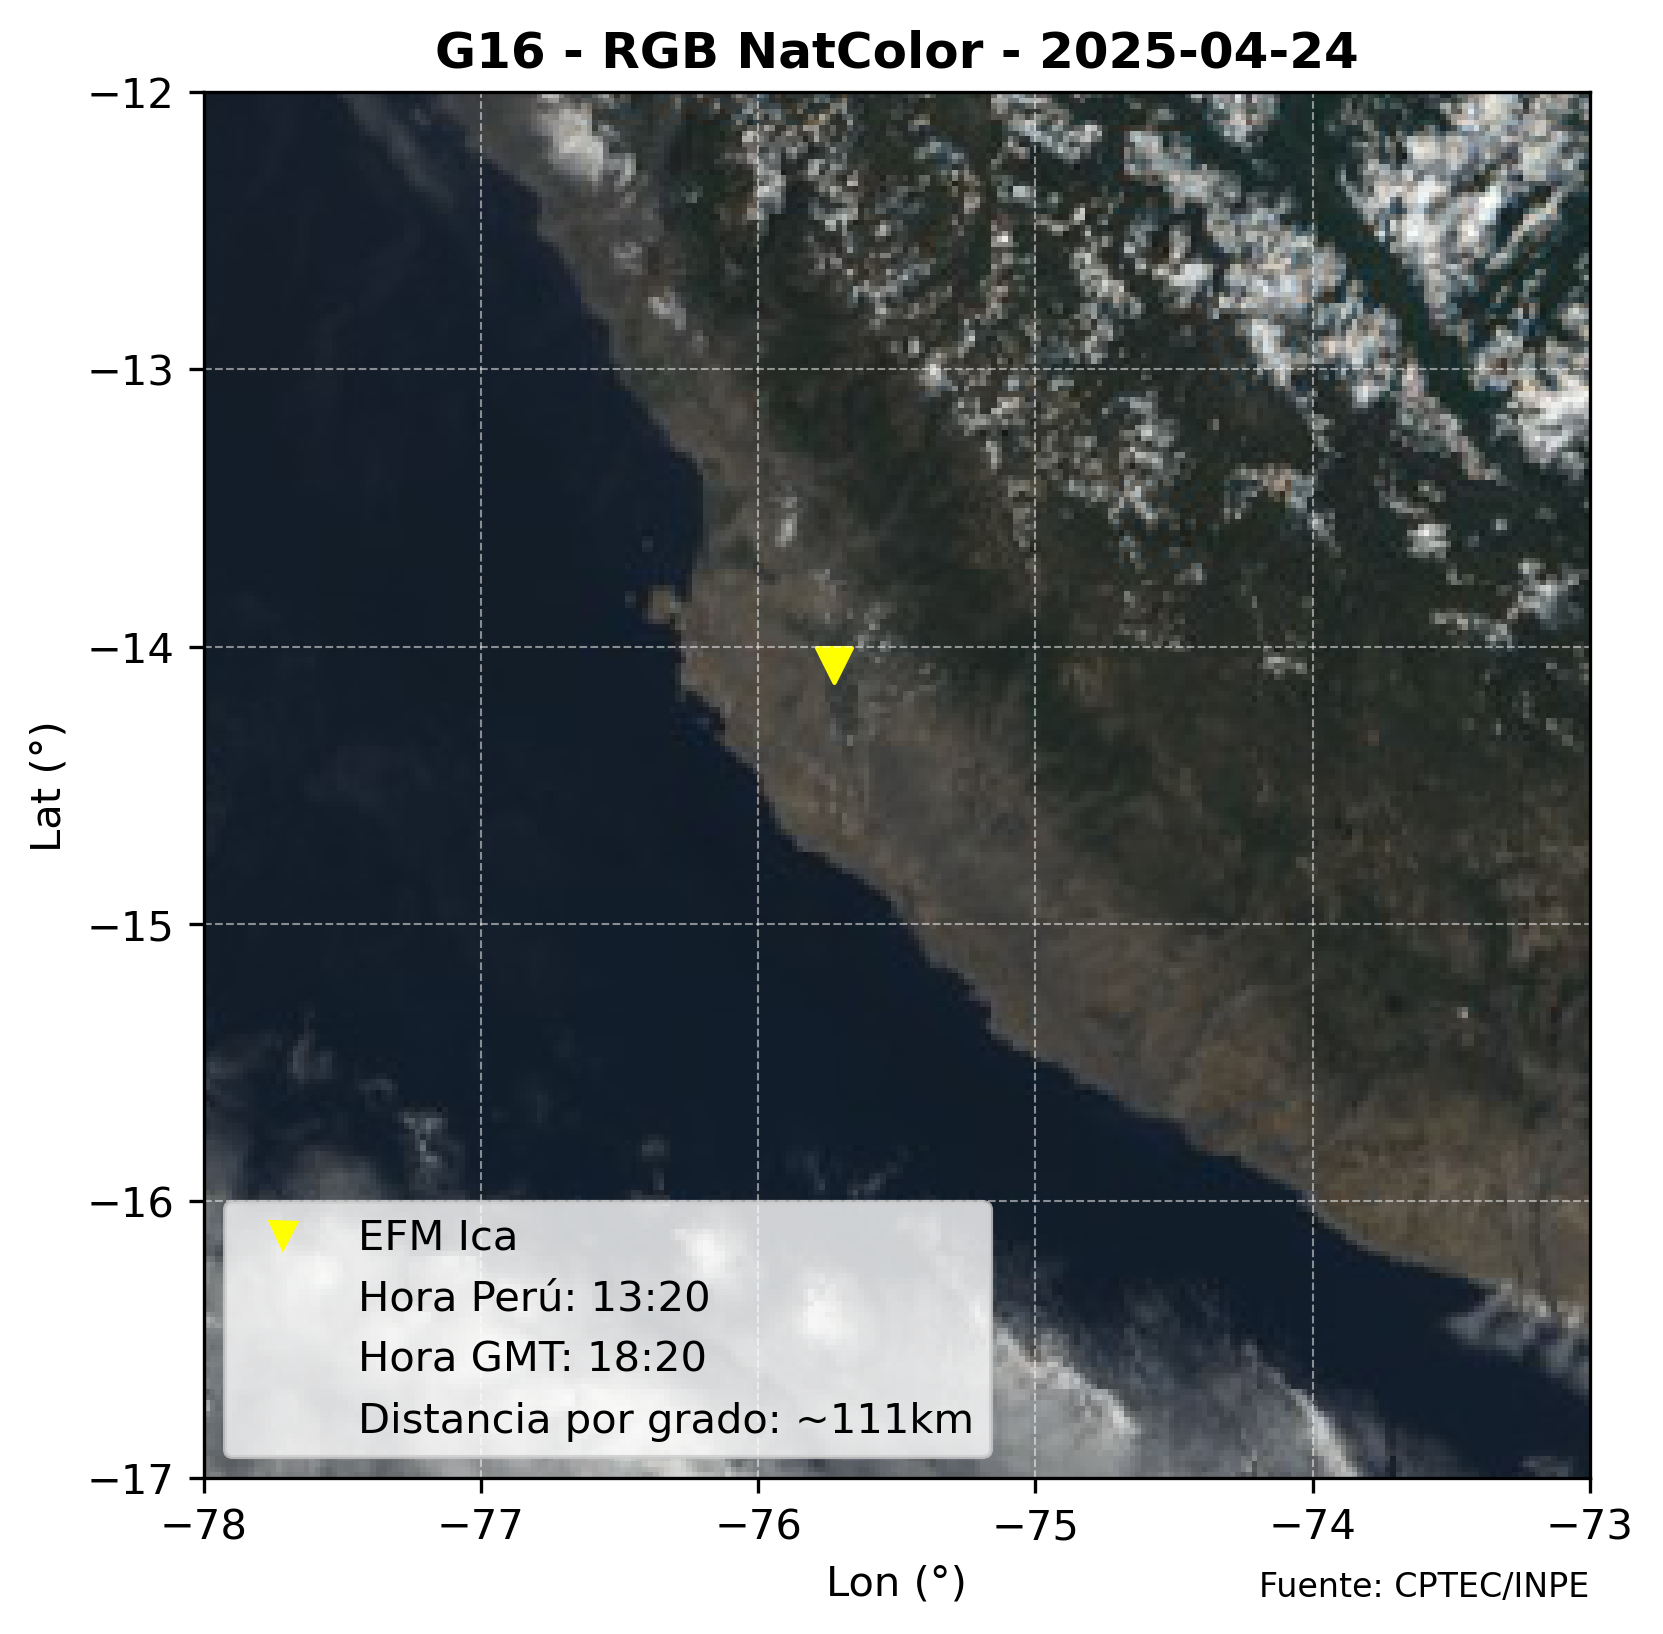 G16 - RGB NatColor - 2025-04-24
−12
−13
−14
−15
−16
−17
Lat (°)
EFM Ica
Hora Perú: 13:20
Hora GMT: 18:20
Distancia por grado: ~111km
−78 −77 −76 −75 −74 −73
Lon (°)
Fuente: CPTEC/INPE